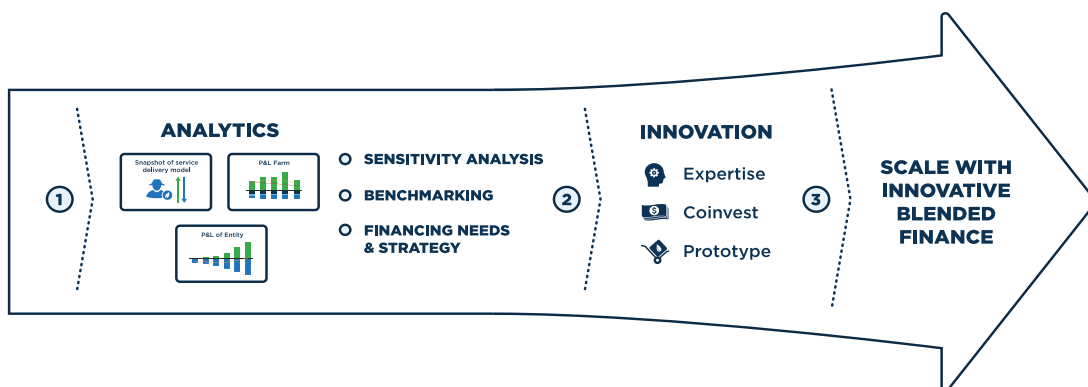 1
ANALYTICS
Snapshot of service
delivery model
P&L Farm
P&L of Entity
SENSITIVITY ANALYSIS
BENCHMARKING
FINANCING NEEDS
& STRATEGY
2
INNOVATION
Expertise
$
Coinvest
Prototype
3
SCALE WITH
INNOVATIVE
BLENDED
FINANCE